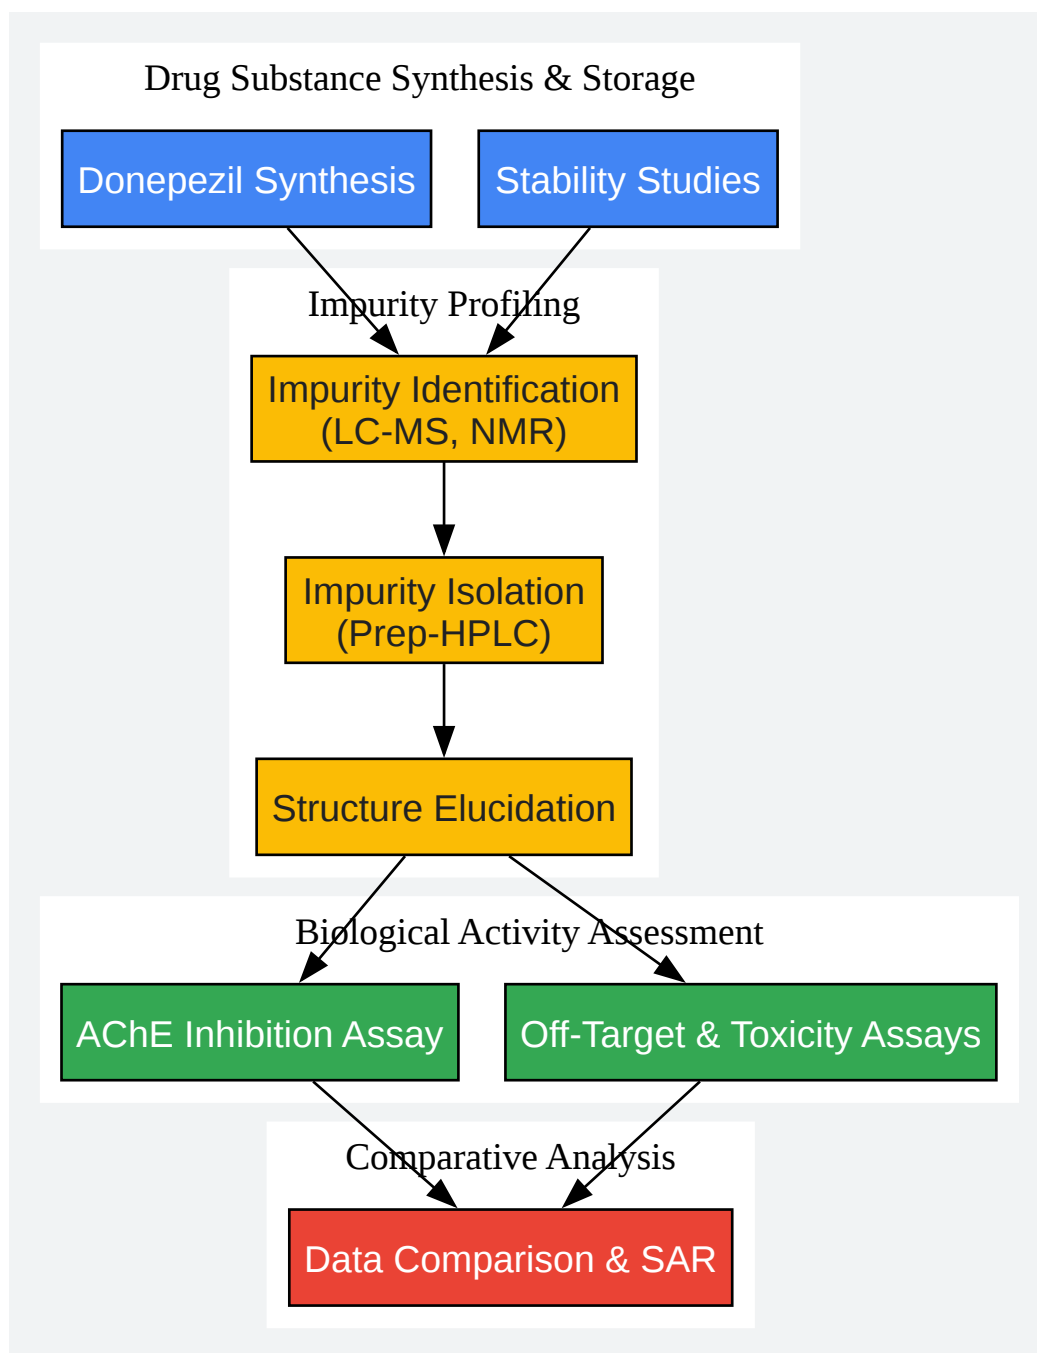 Drug Substance Synthesis & Storage
Donepezil Synthesis
Stability Studies
Impurity Profiling
Impurity Identification
(LC-MS, NMR)
Impurity Isolation
(Prep-HPLC)
Structure Elucidation
Biological Activity Assessment
AChE Inhibition Assay
Off-Target & Toxicity Assays
Comparative Analysis
Data Comparison & SAR